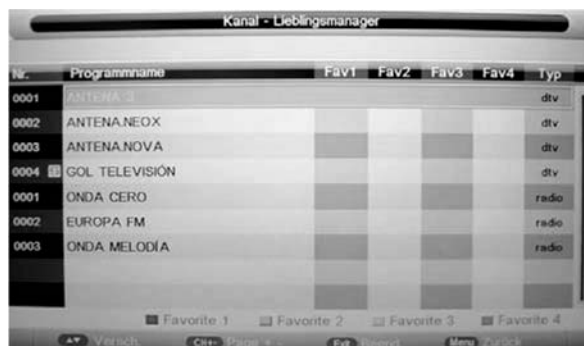 Kanal - Lieblingsmanager
Nr. Programmname Fav1 Fav2 Fav3 Fav4 Typ
0001 ANTENA 3 dtv
0002 ANTENA.NEOX dtv
0003 ANTENA.NOVA dtv
0004 GOL TELEVISIÓN dtv
0001 ONDA CERO radio
0002 EUROPA FM radio
0003 ONDA MELODÍA radio
Favorite 1 Favorite 2 Favorite 3 Favorite 4
Versch. CH+- Page + - Exit Beend. Menu Zurück